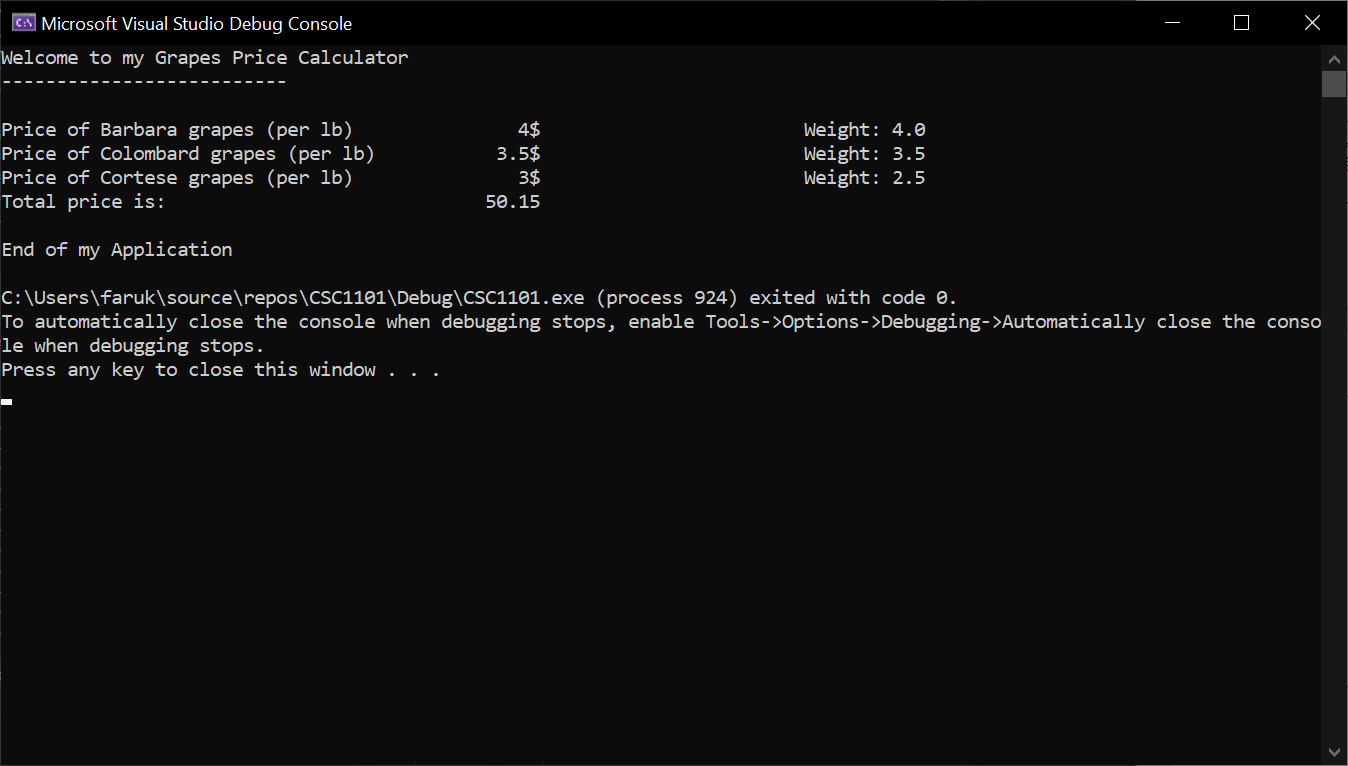 Microsoft Visual Studio Debug Console
Welcome to my Grapes Price Calculator
--------------------------
Price of Barbara grapes (per lb) 4$ Weight: 4.0
Price of Colombard grapes (per lb) 3.5$ Weight: 3.5
Price of Cortese grapes (per lb) 3$ Weight: 2.5
Total price is: 50.15
End of my Application
C:\Users\faruk\source\repos\CSC1101\Debug\CSC1101.exe (process 924) exited with code 0.
To automatically close the console when debugging stops, enable Tools->Options->Debugging->Automatically close the conso
le when debugging stops.
Press any key to close this window . . .